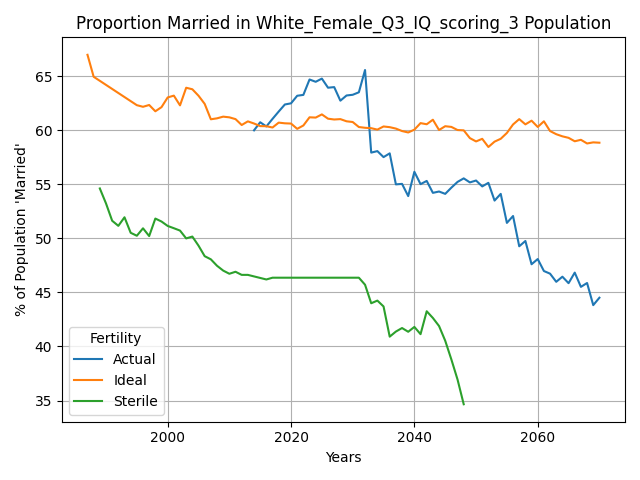 Proportion Married in White_Female_Q3_IQ_scoring_3 Population
% of Population 'Married'
65
60
55
50
45
40
35
Fertility
Actual
Ideal
Sterile
2000 2020 2040 2060
Years